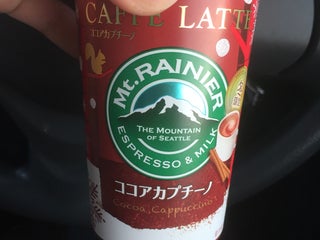 CAFFÈ LATTE
ココアカプチーノ
Mt. RAINIER
THE MOUNTAIN
OF SEATTLE
ESPRESSO & MILK
ココアカプチーノ
Cocoa Cappuccino